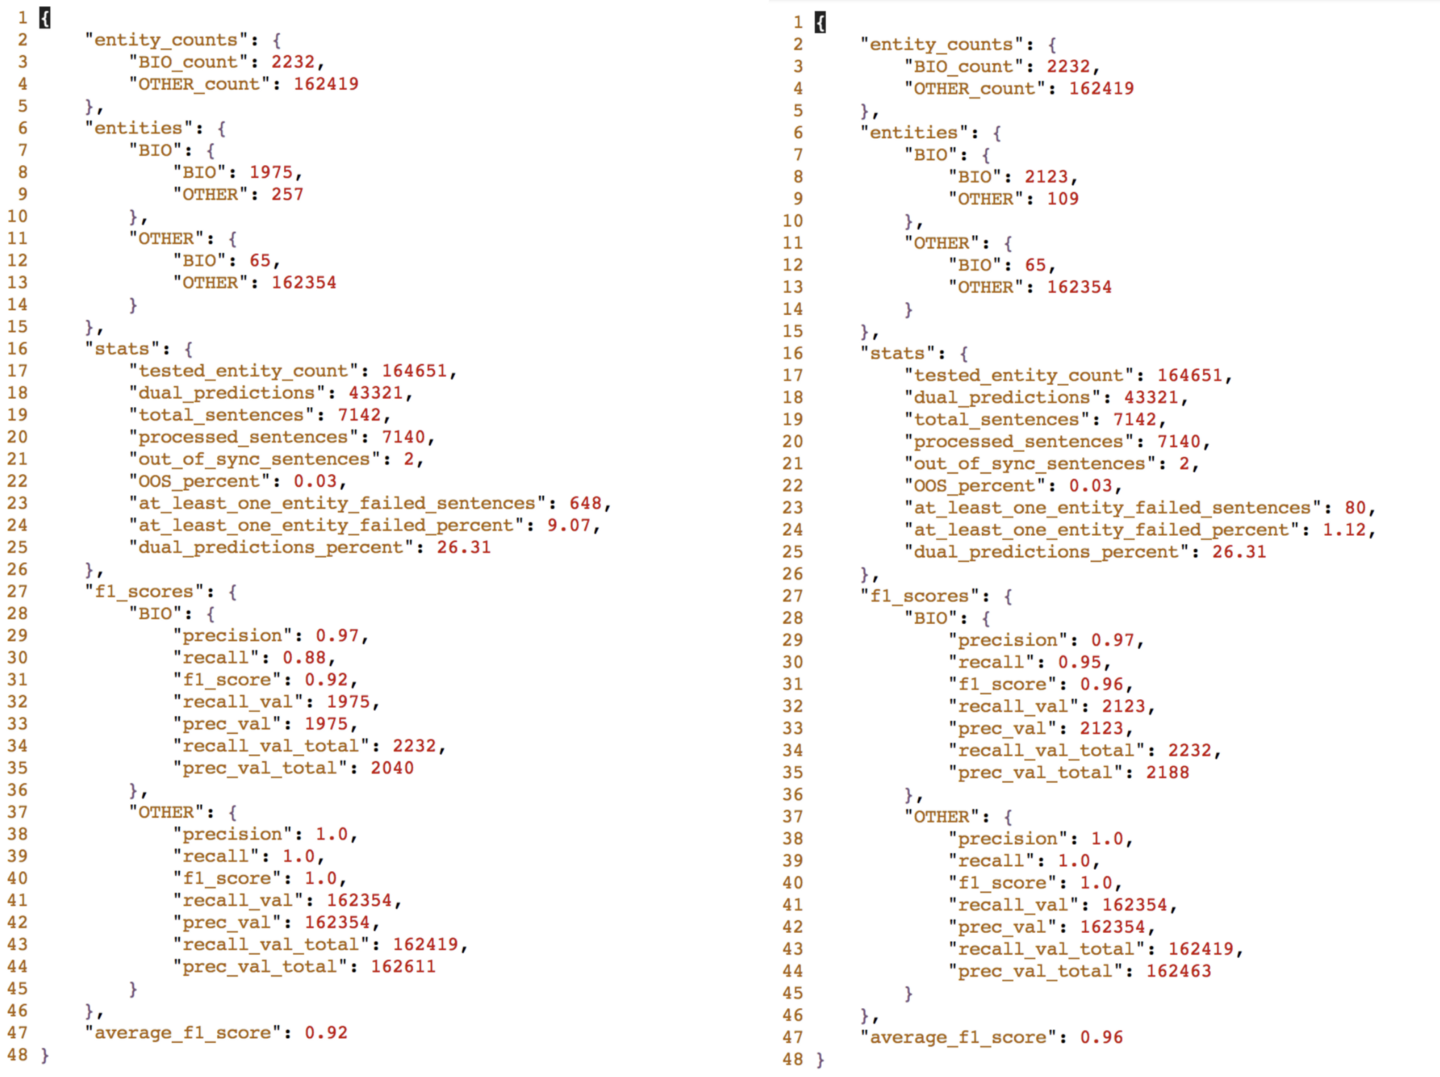 1 {
2 "entity_counts": {
3 "BIO_count": 2232,
4 "OTHER_count": 162419
5 },
6 "entities": {
7 "BIO": {
8 "BIO": 1975,
9 "OTHER": 257
10 },
11 "OTHER": {
12 "BIO": 65,
13 "OTHER": 162354
14 }
15 },
16 "stats": {
17 "tested_entity_count": 164651,
18 "dual_predictions": 43321,
19 "total_sentences": 7142,
20 "processed_sentences": 7140,
21 "out_of_sync_sentences": 2,
22 "OOS_percent": 0.03,
23 "at_least_one_entity_failed_sentences": 648,
24 "at_least_one_entity_failed_percent": 9.07,
25 "dual_predictions_percent": 26.31
26 },
27 "f1_scores": {
28 "BIO": {
29 "precision": 0.97,
30 "recall": 0.88,
31 "f1_score": 0.92,
32 "recall_val": 1975,
33 "prec_val": 1975,
34 "recall_val_total": 2232,
35 "prec_val_total": 2040
36 },
37 "OTHER": {
38 "precision": 1.0,
39 "recall": 1.0,
40 "f1_score": 1.0,
41 "recall_val": 162354,
42 "prec_val": 162354,
43 "recall_val_total": 162419,
44 "prec_val_total": 162611
45 }
46 },
47 "average_f1_score": 0.92
48 }
1 {
2 "entity_counts": {
3 "BIO_count": 2232,
4 "OTHER_count": 162419
5 },
6 "entities": {
7 "BIO": {
8 "BIO": 2123,
9 "OTHER": 109
10 },
11 "OTHER": {
12 "BIO": 65,
13 "OTHER": 162354
14 }
15 },
16 "stats": {
17 "tested_entity_count": 164651,
18 "dual_predictions": 43321,
19 "total_sentences": 7142,
20 "processed_sentences": 7140,
21 "out_of_sync_sentences": 2,
22 "OOS_percent": 0.03,
23 "at_least_one_entity_failed_sentences": 80,
24 "at_least_one_entity_failed_percent": 1.12,
25 "dual_predictions_percent": 26.31
26 },
27 "f1_scores": {
28 "BIO": {
29 "precision": 0.97,
30 "recall": 0.95,
31 "f1_score": 0.96,
32 "recall_val": 2123,
33 "prec_val": 2123,
34 "recall_val_total": 2232,
35 "prec_val_total": 2188
36 },
37 "OTHER": {
38 "precision": 1.0,
39 "recall": 1.0,
40 "f1_score": 1.0,
41 "recall_val": 162354,
42 "prec_val": 162354,
43 "recall_val_total": 162419,
44 "prec_val_total": 162463
45 }
46 },
47 "average_f1_score": 0.96
48 }